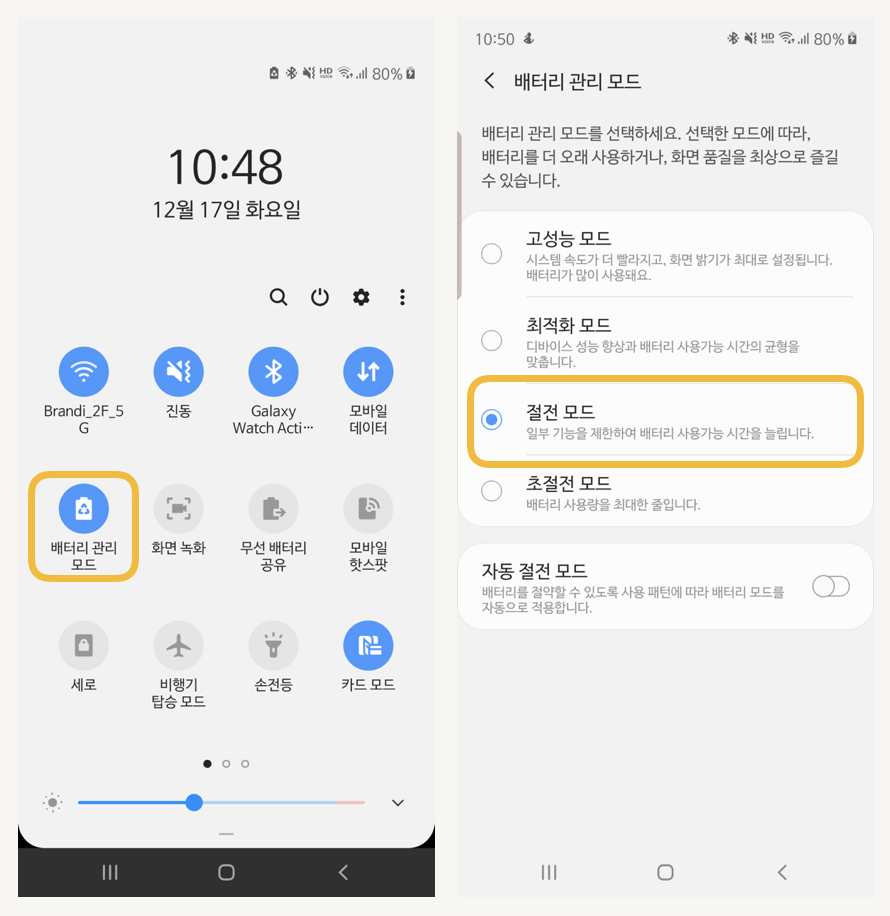 80%
10:48
12월 17일 화요일
Brandi_2F_5
G
진동
Galaxy
Watch Acti…
모바일
데이터
배터리 관리
모드
화면 녹화
무선 배터리
공유
모바일
핫스팟
세로
비행기
탑승 모드
손전등
카드 모드
10:50
HD
voice
80%
배터리 관리 모드
배터리 관리 모드를 선택하세요. 선택한 모드에 따라,
배터리를 더 오래 사용하거나, 화면 품질을 최상으로 즐길
수 있습니다.
고성능 모드
시스템 속도가 더 빨라지고, 화면 밝기가 최대로 설정됩니다.
배터리가 많이 사용돼요.
최적화 모드
디바이스 성능 향상과 배터리 사용가능 시간의 균형을
맞춥니다.
절전 모드
일부 기능을 제한하여 배터리 사용가능 시간을 늘립니다.
초절전 모드
배터리 사용량을 최대한 줄입니다.
자동 절전 모드
배터리를 절약할 수 있도록 사용 패턴에 따라 배터리 모드를
자동으로 적용합니다.